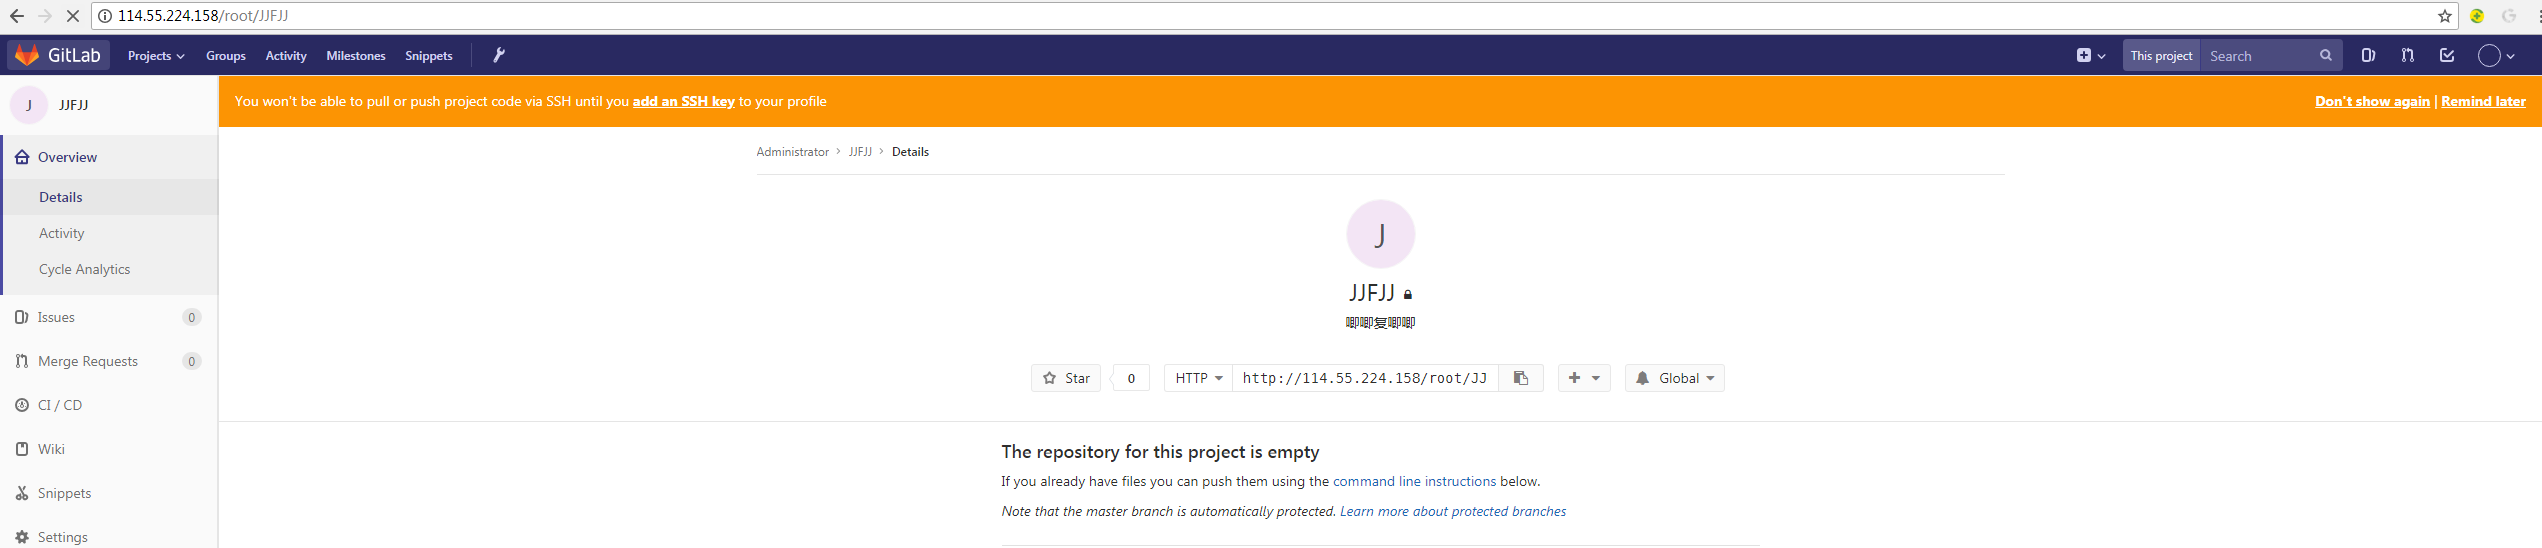 114.55.224.158/root/JJFJJ
GitLab Projects Groups Activity Milestones Snippets This project Search
J JJFJJ
You won't be able to pull or push project code via SSH until you add an SSH key to your profile Don't show again | Remind later
Overview
Details
Activity
Cycle Analytics
Issues 0
Merge Requests 0
CI / CD
Wiki
Snippets
Settings
Administrator > JJFJJ > Details
J
JJFJJ
唧唧复唧唧
Star 0 HTTP http://114.55.224.158/root/JJ Global
The repository for this project is empty
If you already have files you can push them using the command line instructions below.
Note that the master branch is automatically protected. Learn more about protected branches